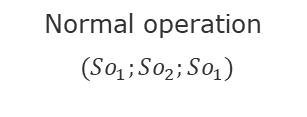 Normal operation
(So₁; So₂; So₁)